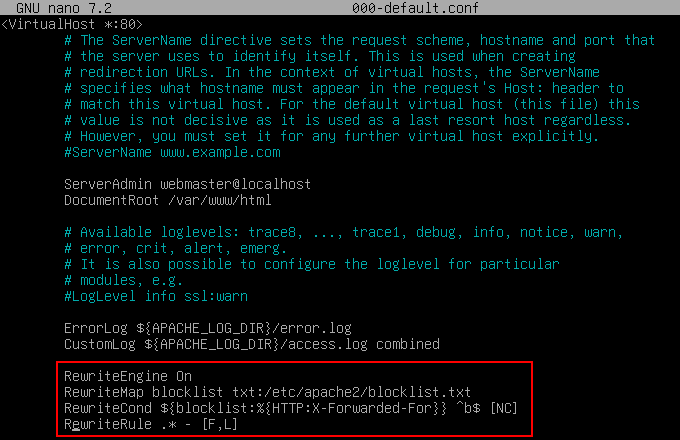 GNU nano 7.2 000-default.conf
<VirtualHost *:80>
# The ServerName directive sets the request scheme, hostname and port that
# the server uses to identify itself. This is used when creating
# redirection URLs. In the context of virtual hosts, the ServerName
# specifies what hostname must appear in the request's Host: header to
# match this virtual host. For the default virtual host (this file) this
# value is not decisive as it is used as a last resort host regardless.
# However, you must set it for any further virtual host explicitly.
#ServerName www.example.com
ServerAdmin webmaster@localhost
DocumentRoot /var/www/html
# Available loglevels: trace8, ..., trace1, debug, info, notice, warn,
# error, crit, alert, emerg.
# It is also possible to configure the loglevel for particular
# modules, e.g.
#LogLevel info ssl:warn
ErrorLog ${APACHE_LOG_DIR}/error.log
CustomLog ${APACHE_LOG_DIR}/access.log combined
RewriteEngine On
RewriteMap blocklist txt:/etc/apache2/blocklist.txt
RewriteCond ${blocklist:%{HTTP:X-Forwarded-For}} ^b$ [NC]
RewriteRule .* - [F,L]